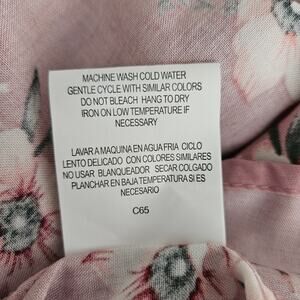 MACHINE WASH COLD WATER
GENTLE CYCLE WITH SIMILAR COLORS
DO NOT BLEACH HANG TO DRY
IRON ON LOW TEMPERATURE IF
NECESSARY
LAVAR A MAQUINA EN AGUA FRIA CICLO
LENTO DELICADO CON COLORES SIMILARES
NO USAR BLANQUEADOR SECAR COLGADO
PLANCHAR EN BAJA TEMPERATURA SI ES
NECESARIO
C65